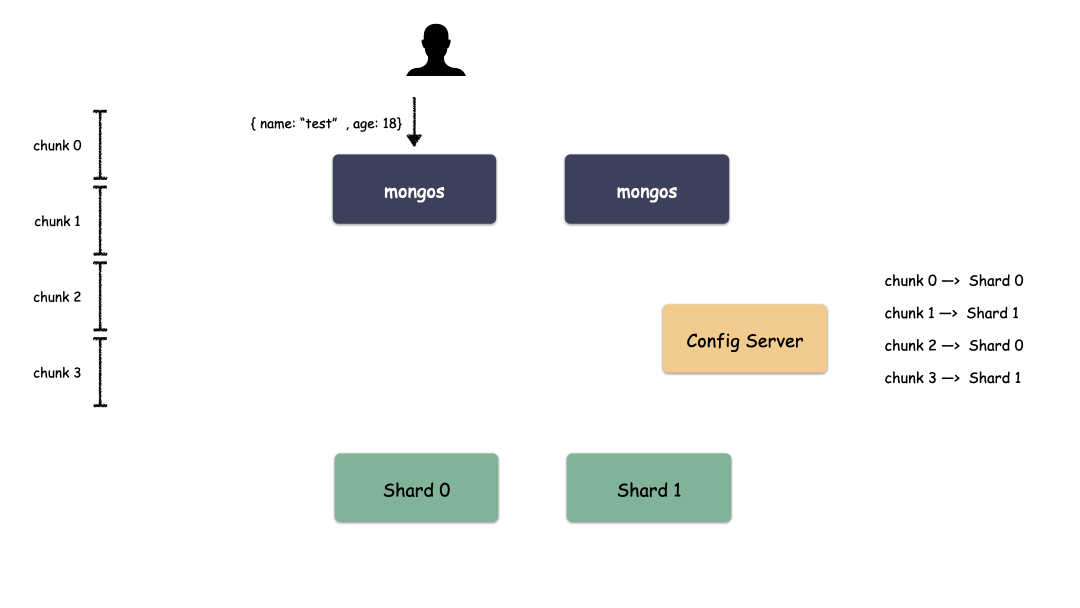 { name: “test” , age: 18}
chunk 0
mongos
mongos
chunk 1
chunk 2
chunk 3
Config Server
chunk 0 —> Shard 0
chunk 1 —> Shard 1
chunk 2 —> Shard 0
chunk 3 —> Shard 1
Shard 0
Shard 1